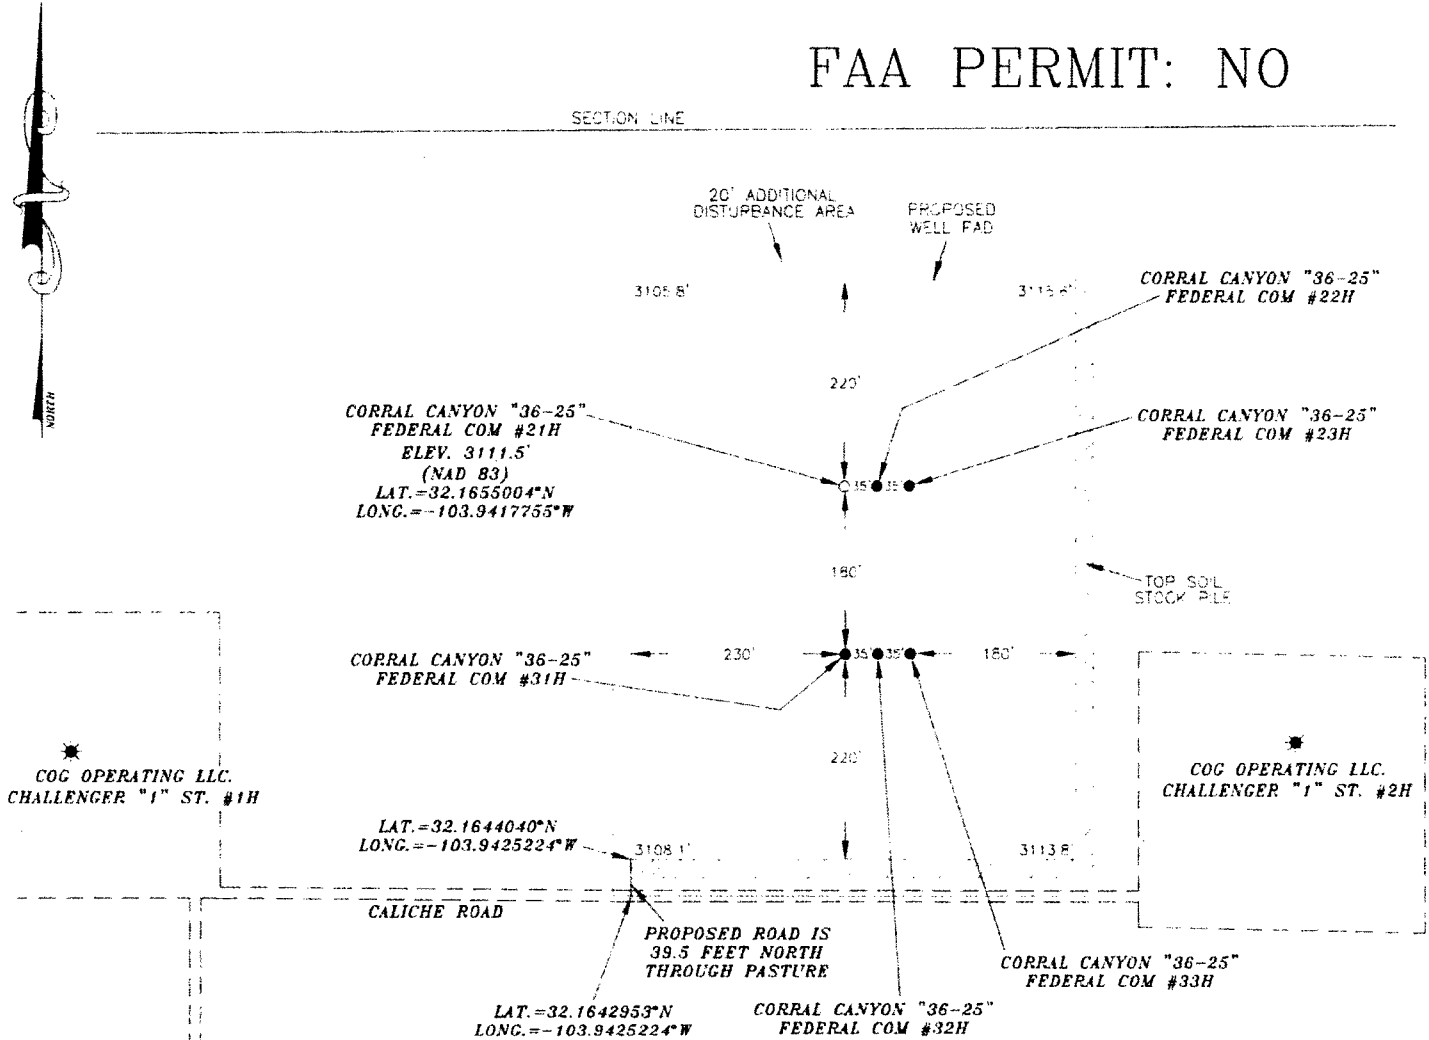 FAA PERMIT: NO
SECTION LINE
20' ADDITIONAL
DISTURBANCE AREA
PROPOSED
WELL PAD
3105.8'
CORRAL CANYON "36-25"
FEDERAL COM #22H
220'
CORRAL CANYON "36-25"
FEDERAL COM #21H
ELEV. 3111.5'
(NAD 83)
LAT.=32.1655004°N
LONG.=-103.9417755°W
CORRAL CANYON "36-25"
FEDERAL COM #23H
35' 35'
NORTH
180'
TOP SOIL
STOCK PILE
CORRAL CANYON "36-25"
FEDERAL COM #31H
230'
35' 35'
180'
220'
COG OPERATING LLC.
CHALLENGER "1" ST. #1H
COG OPERATING LLC.
CHALLENGER "1" ST. #2H
LAT.=32.1644040°N
LONG.=-103.9425224°W
3108.1'
3113.8'
CALICHE ROAD
PROPOSED ROAD IS
39.5 FEET NORTH
THROUGH PASTURE
CORRAL CANYON "36-25"
FEDERAL COM #33H
LAT.=32.1642953°N
LONG.=-103.9425224°W
CORRAL CANYON "36-25"
FEDERAL COM #32H